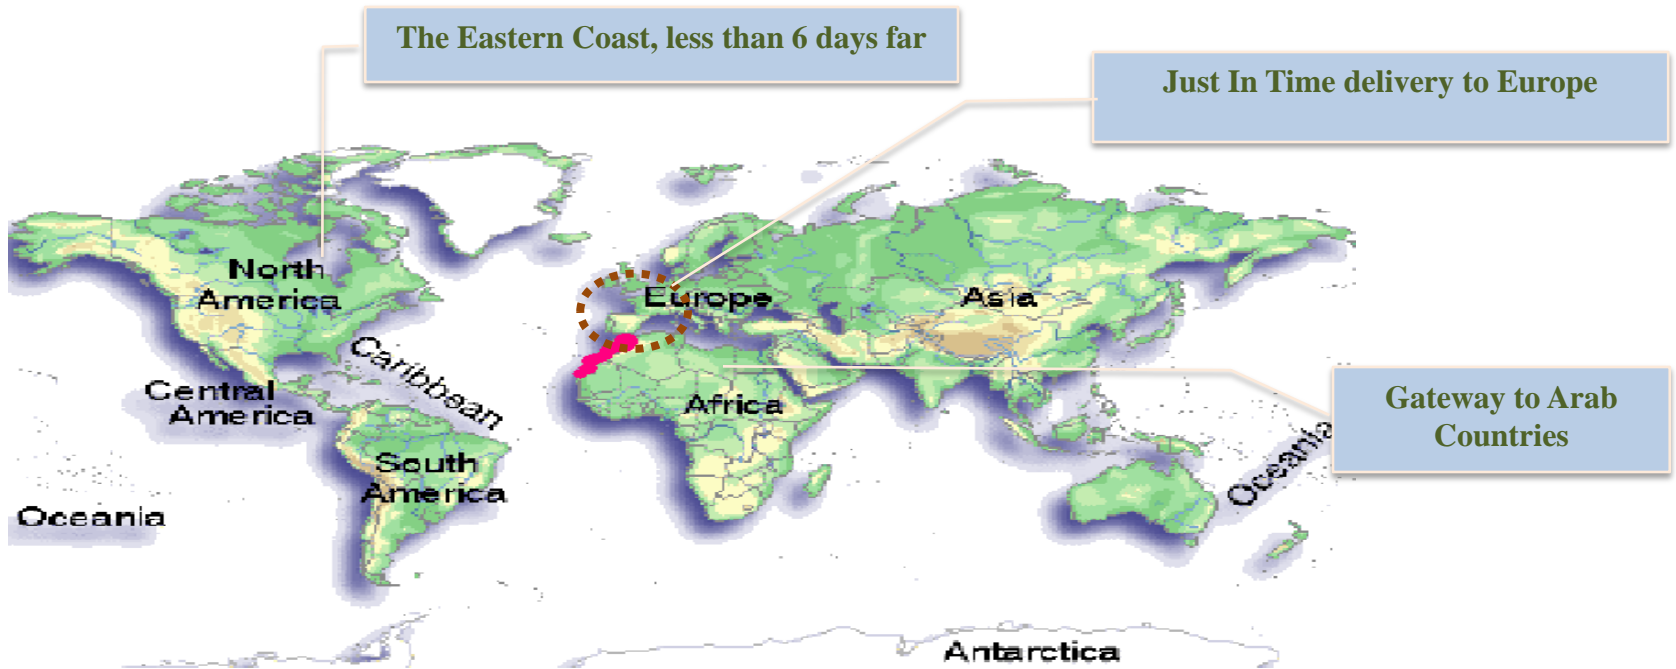 The Eastern Coast, less than 6 days far
Just In Time delivery to Europe
North
America
Europe
Asia
Caribbean
Central
America
Africa
Gateway to Arab
Countries
South
America
Oceania
Oceania
Antarctica